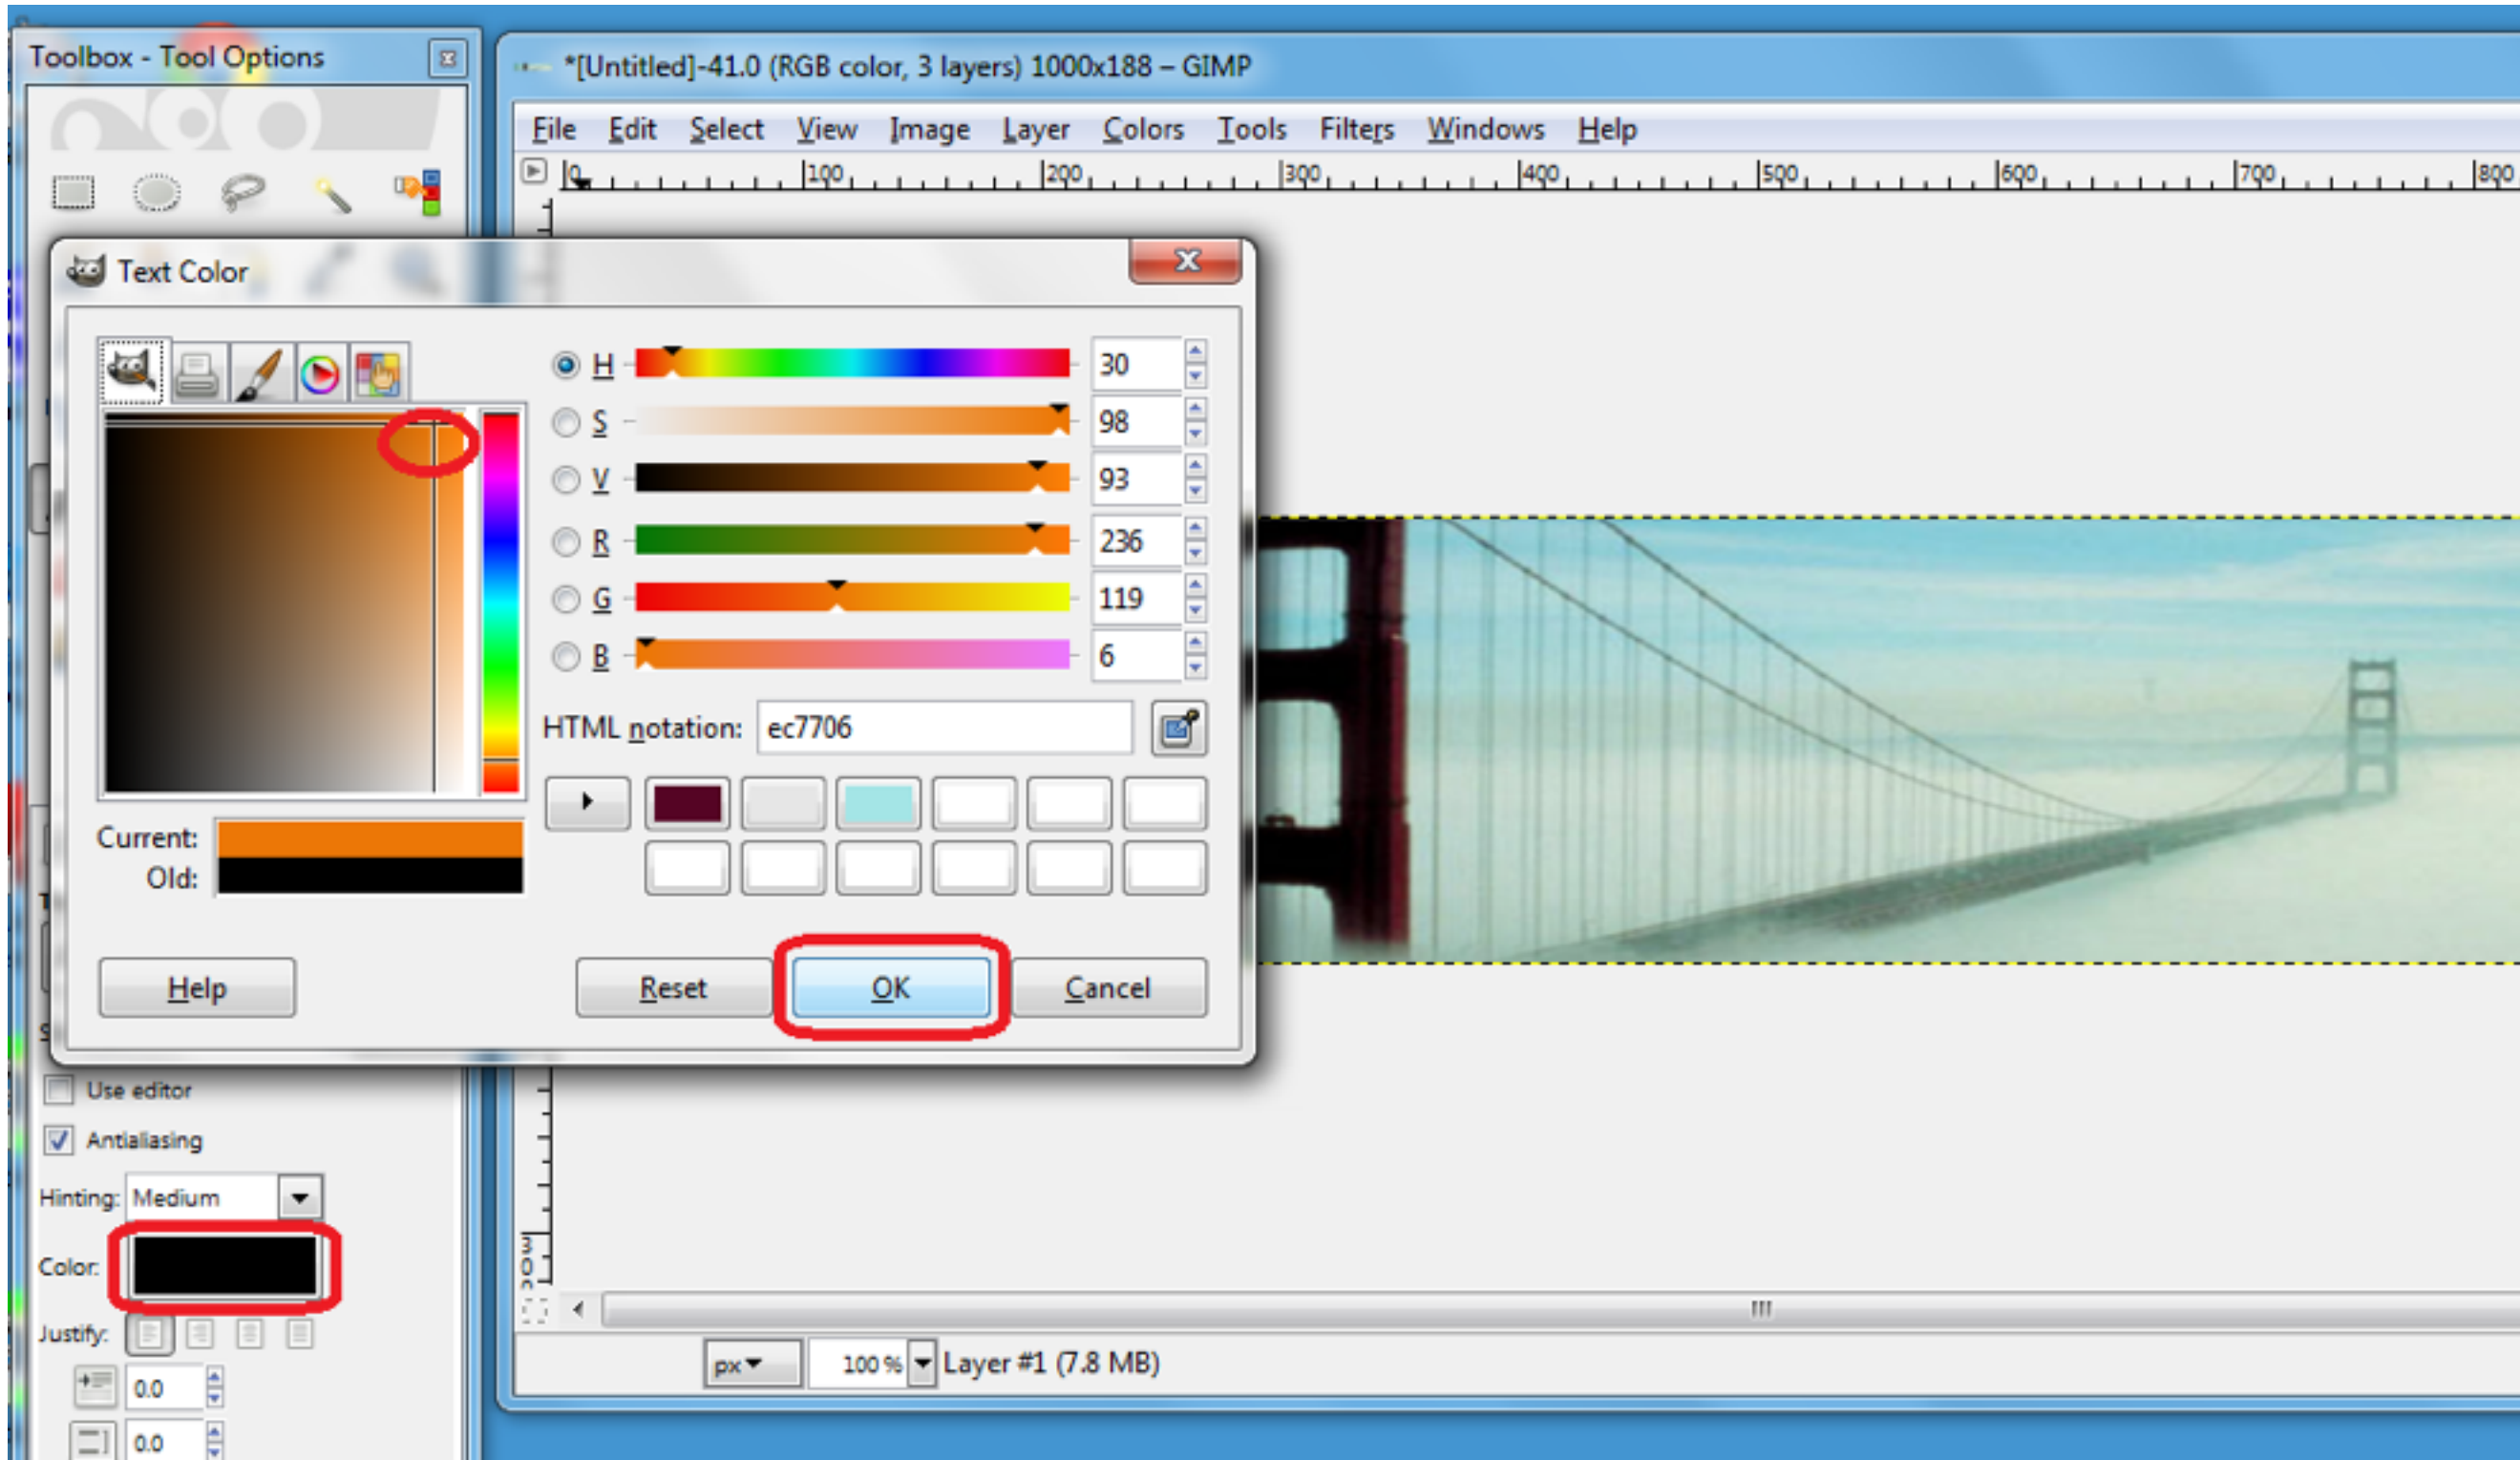 Toolbox - Tool Options
*[Untitled]-41.0 (RGB color, 3 layers) 1000x188 – GIMP
File Edit Select View Image Layer Colors Tools Filters Windows Help
0 100 200 300 400 500 600 700 800
Text Color
H 30
S 98
V 93
R 236
G 119
B 6
HTML notation: ec7706
Current:
Old:
Help Reset OK Cancel
Use editor
Antialiasing
Hinting: Medium
Color:
300
Justify:
px 100 % Layer #1 (7.8 MB)
0.0
0.0